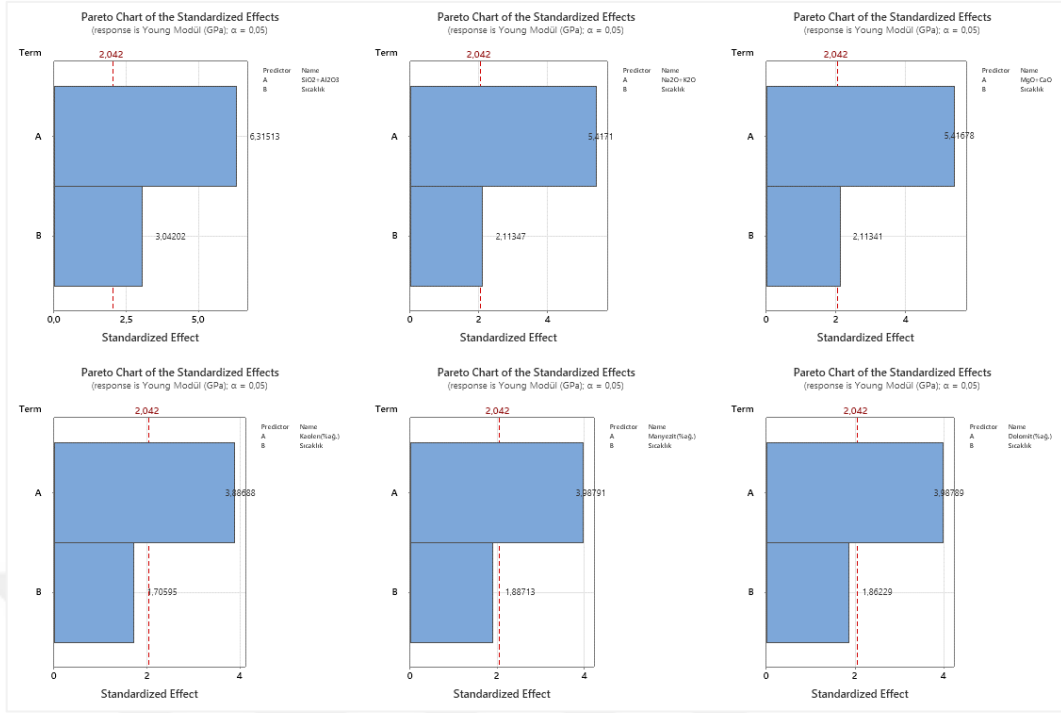 Pareto Chart of the Standardized Effects
(response is Young Modül (GPa); α = 0,05)
Term
2,042
Predictor Name
A SiO2+Al2O3
B Sıcaklık
A
6,31513
B
3,04202
0,0 2,5 5,0
Standardized Effect
Pareto Chart of the Standardized Effects
(response is Young Modül (GPa); α = 0,05)
Term
2,042
Predictor Name
A Na2O+K2O
B Sıcaklık
A
5,4171
B
2,11347
0 2 4
Standardized Effect
Pareto Chart of the Standardized Effects
(response is Young Modül (GPa); α = 0,05)
Term
2,042
Predictor Name
A MgO+CaO
B Sıcaklık
A
5,41678
B
2,11341
0 2 4
Standardized Effect
Pareto Chart of the Standardized Effects
(response is Young Modül (GPa); α = 0,05)
Term
2,042
Predictor Name
A Kaolen(%ağ.)
B Sıcaklık
A
3,88688
B
1,70595
0 2 4
Standardized Effect
Pareto Chart of the Standardized Effects
(response is Young Modül (GPa); α = 0,05)
Term
2,042
Predictor Name
A Manyezit(%ağ.)
B Sıcaklık
A
3,98791
B
1,88713
0 2 4
Standardized Effect
Pareto Chart of the Standardized Effects
(response is Young Modül (GPa); α = 0,05)
Term
2,042
Predictor Name
A Dolomit(%ağ.)
B Sıcaklık
A
3,98789
B
1,86229
0 2 4
Standardized Effect